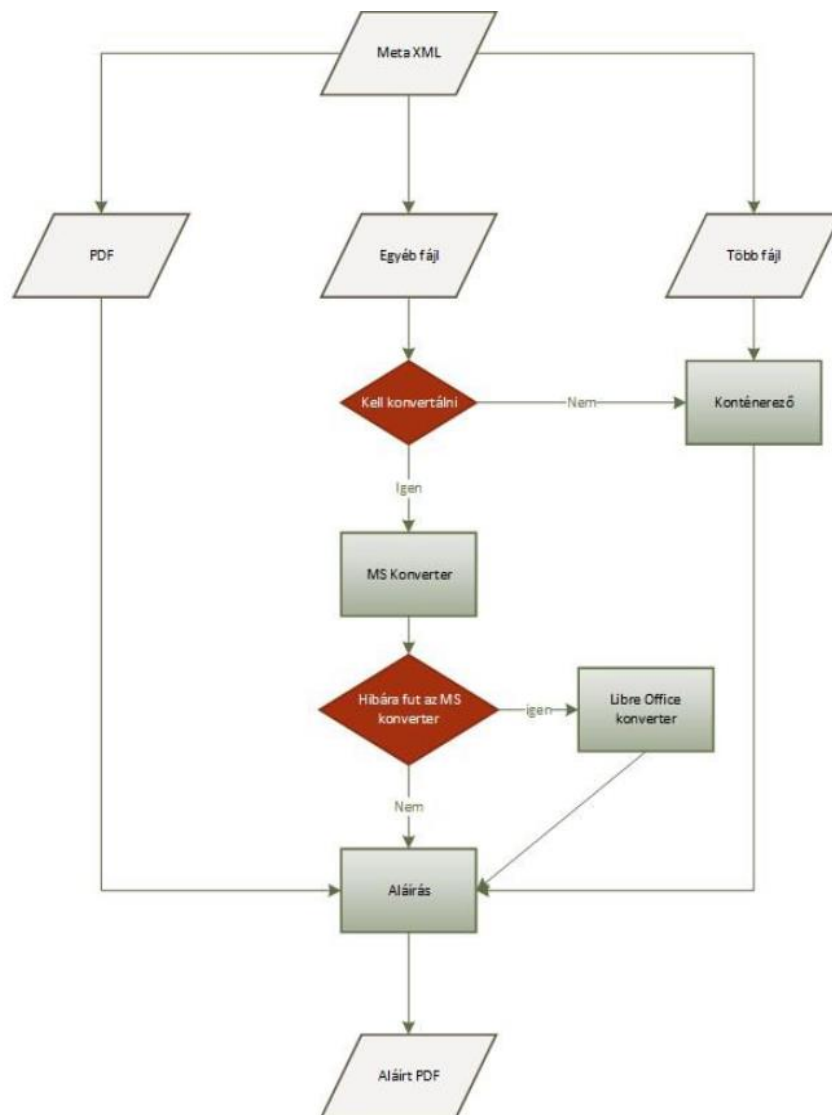 Meta XML
PDF
Egyéb fájl
Több fájl
Kell konvertálni
Nem
Konténerező
Igen
MS Konverter
Hibára fut az MS
konverter
igen
Libre Office
konverter
Nem
Aláírás
Aláírt PDF